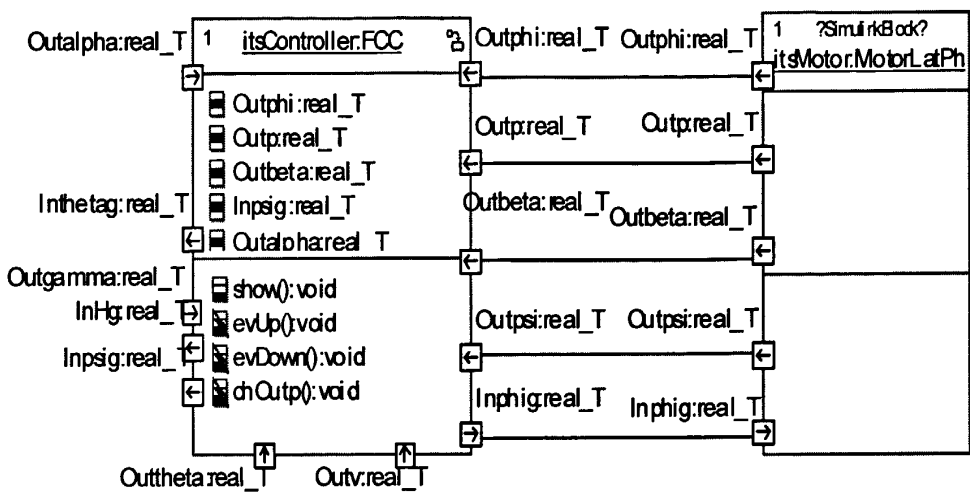 Outalpha:real_T
1 itsController:FCC
Outphi:real_T
Outphi:real_T
1 ?SimulirkBock?
itsMotor:MotorLatPh
Outphi:real_T
Outp:real_T
Outbeta:real_T
Inpsig:real_T
Outalpha:real_T
Outp:real_T
Outp:real_T
Inthetag:real_T
Outbeta:real_T
Outbeta:real_T
Outgamma:real_T
InHg:real_T
Inpsig:real_T
show():void
evUp():void
evDown():void
chOutp():void
Outpsi:real_T
Outpsi:real_T
Inphig:real_T
Inphig:real_T
Outtheta:real_T
Outv:real_T